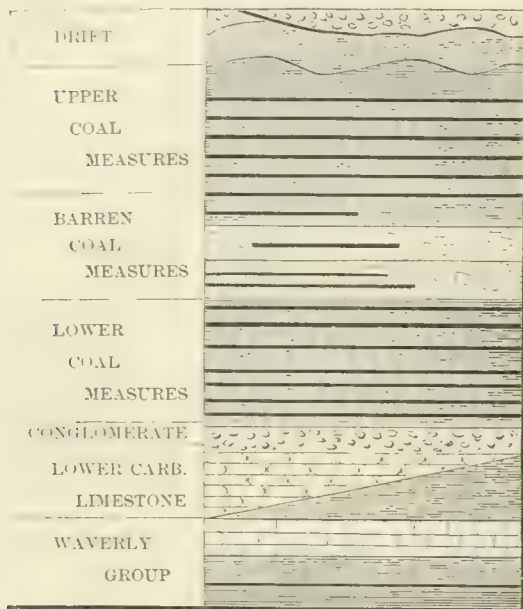 DRIFT
UPPER
COAL
MEASURES
BARREN
COAL
MEASURES
LOWER
COAL
MEASURES
CONGLOMERATE
LOWER CARB.
LIMESTONE
WAVERLY
GROUP